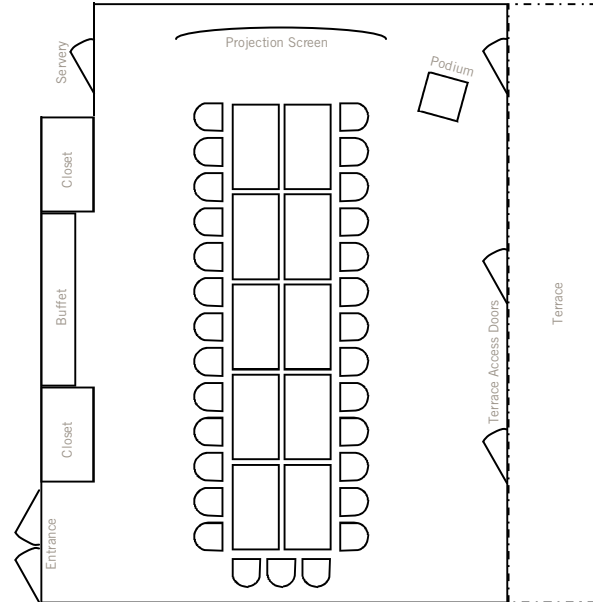 Projection Screen
Servery
Podium
Closet
Buffet
Terrace
Terrace Access Doors
Closet
Entrance